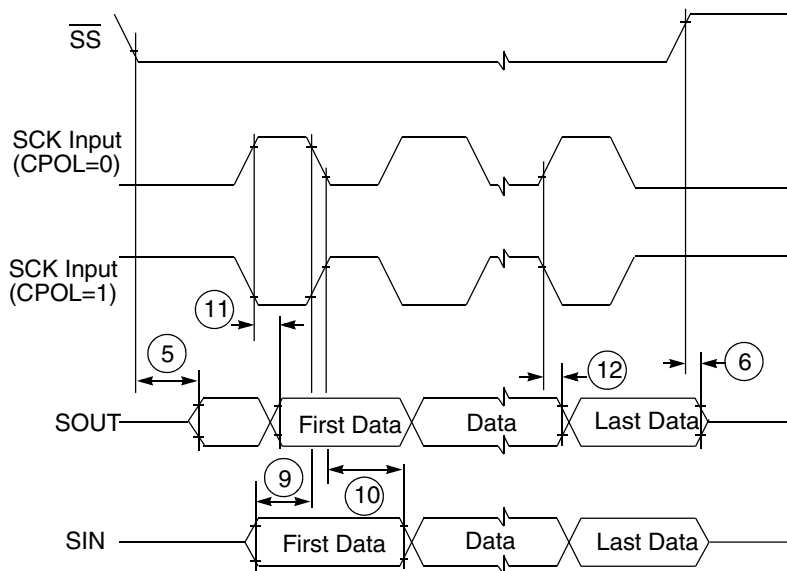 S̅S̅
SCK Input
(CPOL=0)
SCK Input
(CPOL=1)
11
5
12
6
SOUT
First Data
Data
Last Data
9
10
SIN
First Data
Data
Last Data